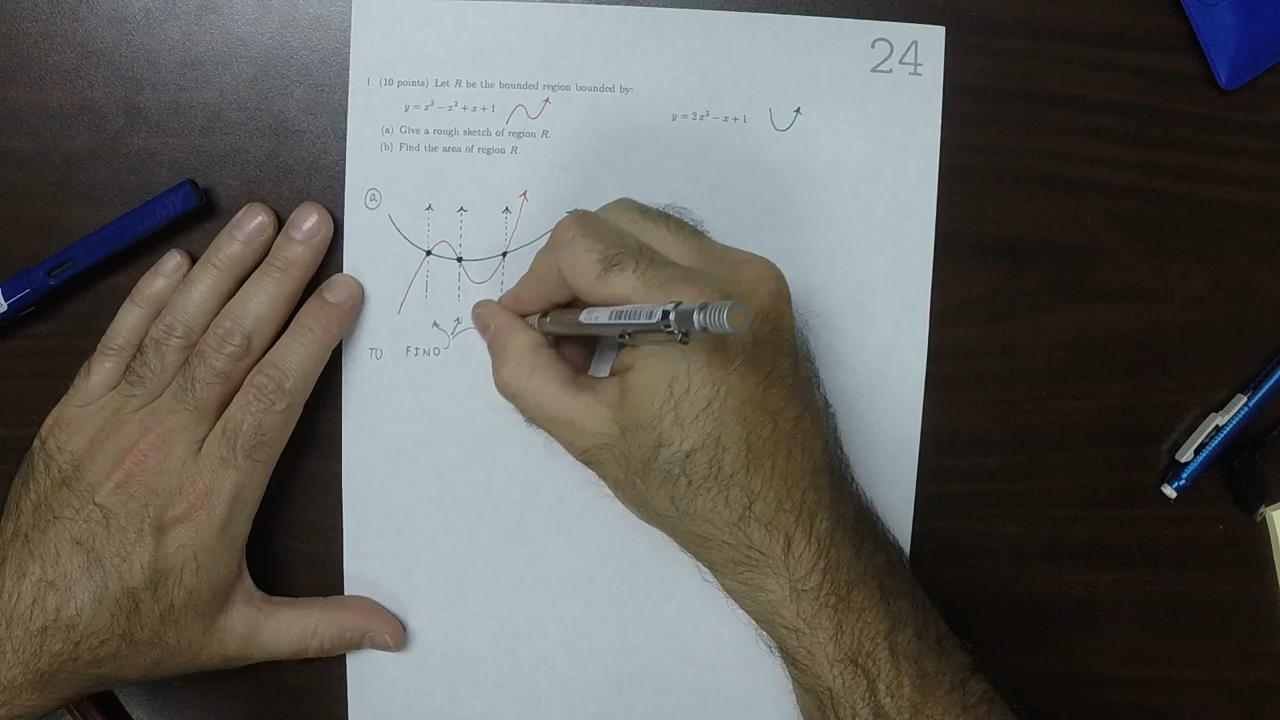 24
1. (10 points) Let R be the bounded region bounded by:
y = x³ − x² + x + 1
y = 2x² − x + 1
(a) Give a rough sketch of region R.
(b) Find the area of region R.
a
TO FIND